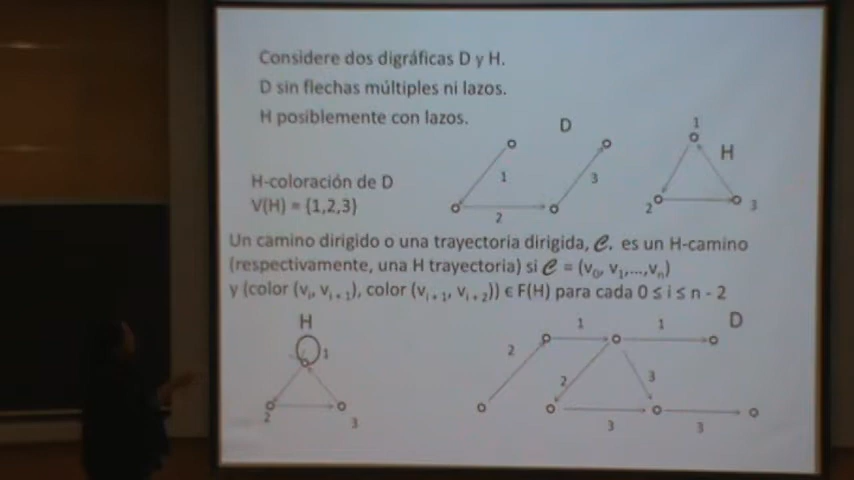 Considere dos digráficas D y H.
D sin flechas múltiples ni lazos.
H posiblemente con lazos.
D
1
2
3
1
H
2
3
H-coloración de D
V(H) = {1,2,3}
Un camino dirigido o una trayectoria dirigida, 𝒞. es un H-camino
(respectivamente, una H trayectoria) si 𝒞 = (v₀, v₁,...,vₙ)
y (color (vᵢ, vᵢ₊₁), color (vᵢ₊₁, vᵢ₊₂)) ϵ F(H) para cada 0 ≤ i ≤ n - 2
H
1
2
3
D
1
1
2
2
3
3
3